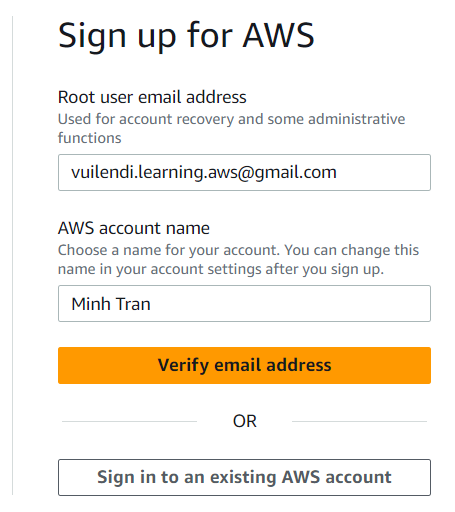 Sign up for AWS
Root user email address
Used for account recovery and some administrative
functions
vuilendi.learning.aws@gmail.com
AWS account name
Choose a name for your account. You can change this
name in your account settings after you sign up.
Minh Tran
Verify email address
OR
Sign in to an existing AWS account